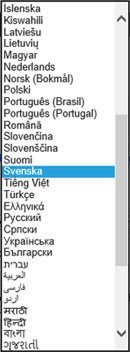 Íslenska
Kiswahili
Latviešu
Lietuvių
Magyar
Nederlands
Norsk (Bokmål)
Polski
Português (Brasil)
Português (Portugal)
Română
Slovenčina
Slovenščina
Suomi
Svenska
Tiếng Việt
Türkçe
Ελληνικά
Русский
Српски
Українська
Български
עברית
العربية
فارسی
اردو
मराठी
हिन्दी
বাংলা
ગુજરાતી